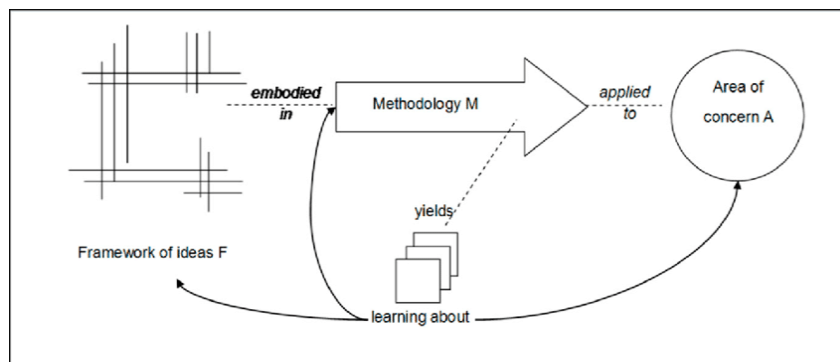 embodied
in
Methodology M
applied
to
Area of
concern A
yields
Framework of ideas F
learning about